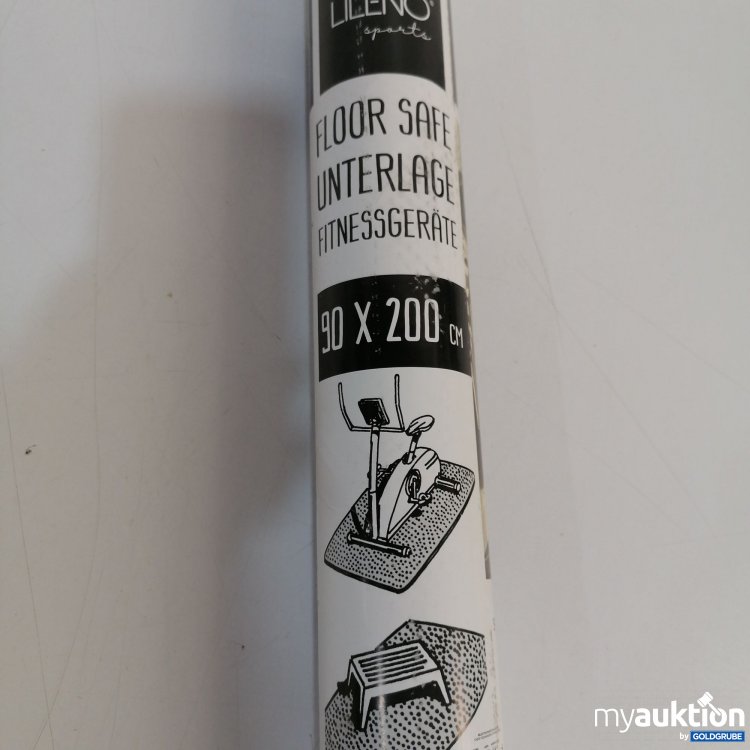 LILENO®
sports
FLOOR SAFE
UNTERLAGE
FITNESSGERÄTE
90 X 200 CM
myauktion
by GOLDGRUBE